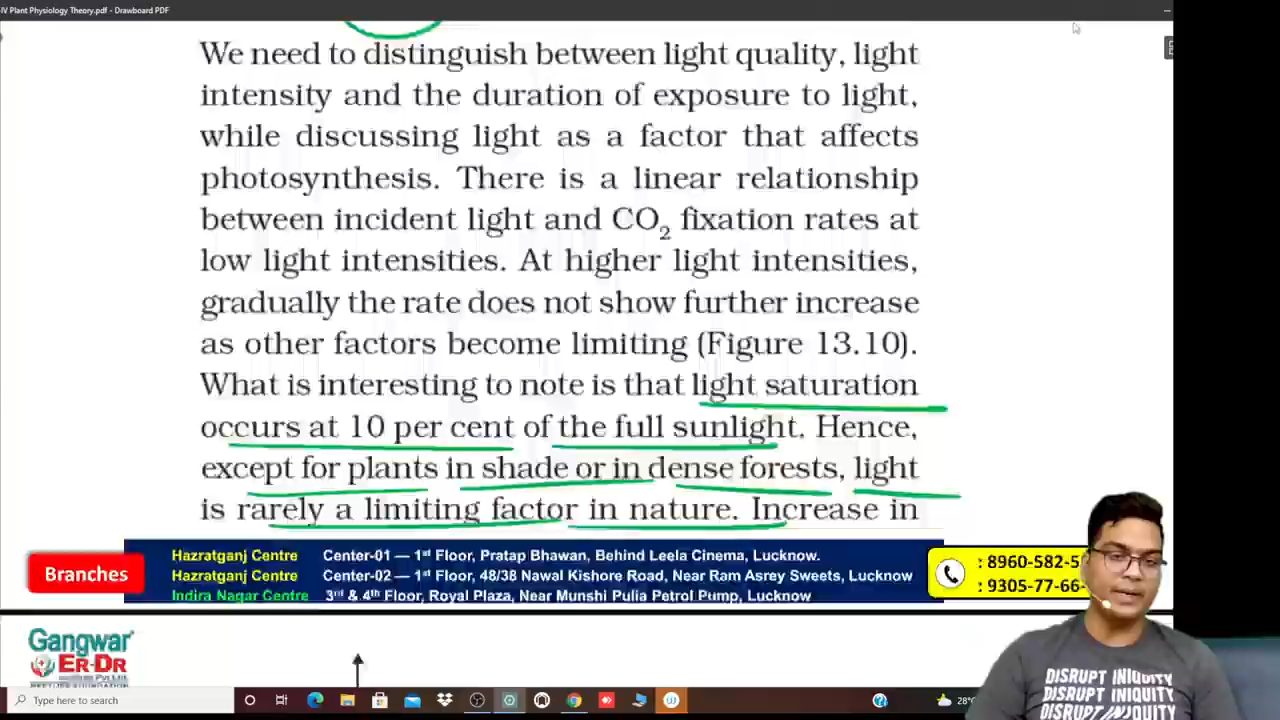 -IV Plant Physiology Theory.pdf - Drawboard PDF
We need to distinguish between light quality, light
intensity and the duration of exposure to light,
while discussing light as a factor that affects
photosynthesis. There is a linear relationship
between incident light and CO₂ fixation rates at
low light intensities. At higher light intensities,
gradually the rate does not show further increase
as other factors become limiting (Figure 13.10).
What is interesting to note is that light saturation
occurs at 10 per cent of the full sunlight. Hence,
except for plants in shade or in dense forests, light
is rarely a limiting factor in nature. Increase in
Branches
Hazratganj Centre Center-01 — 1st Floor, Pratap Bhawan, Behind Leela Cinema, Lucknow.
Hazratganj Centre Center-02 — 1st Floor, 48/38 Nawal Kishore Road, Near Ram Asrey Sweets, Lucknow
Indira Nagar Centre 3rd & 4th Floor, Royal Plaza, Near Munshi Pulia Petrol Pump, Lucknow
: 8960-582-5
: 9305-77-66-
Gangwar
ER-DR
DISRUPT INIQUITY
DISRUPT INIQUITY
DISRUPT INIQUITY
Type here to search
28°